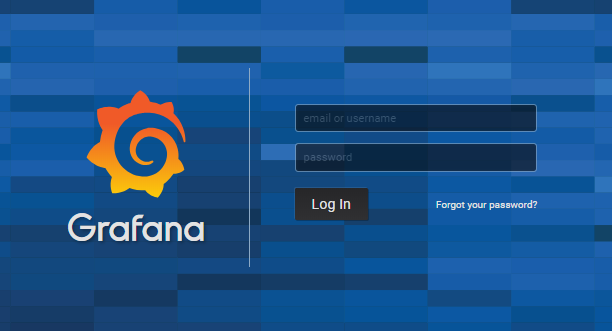 Grafana
email or username
password
Log In
Forgot your password?